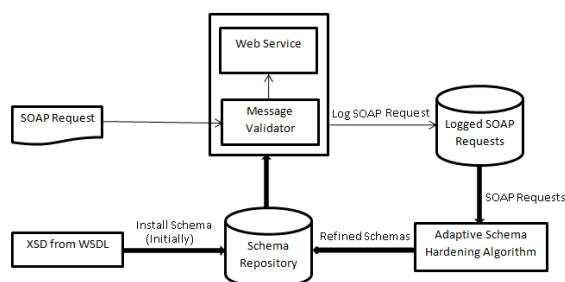 Web Service
SOAP Request
Message
Validator
Log SOAP Request
Logged SOAP
Requests
SOAP Requests
Install Schema
(Initially)
XSD from WSDL
Schema
Repository
Refined Schemas
Adaptive Schema
Hardening Algorithm